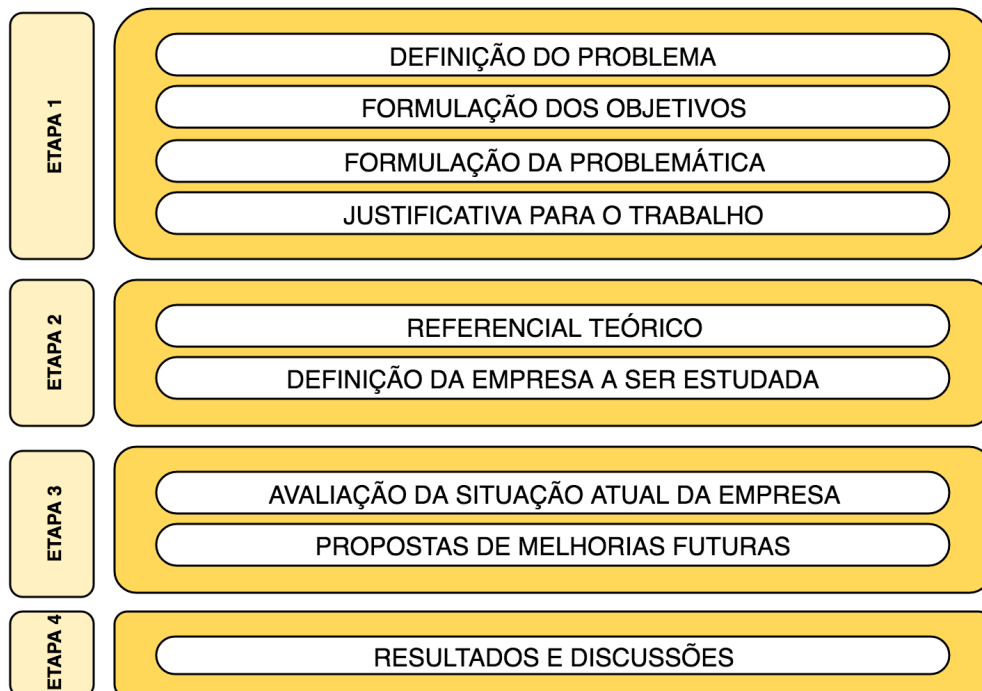 ETAPA 1
DEFINIÇÃO DO PROBLEMA
FORMULAÇÃO DOS OBJETIVOS
FORMULAÇÃO DA PROBLEMÁTICA
JUSTIFICATIVA PARA O TRABALHO
ETAPA 2
REFERENCIAL TEÓRICO
DEFINIÇÃO DA EMPRESA A SER ESTUDADA
ETAPA 3
AVALIAÇÃO DA SITUAÇÃO ATUAL DA EMPRESA
PROPOSTAS DE MELHORIAS FUTURAS
ETAPA 4
RESULTADOS E DISCUSSÕES